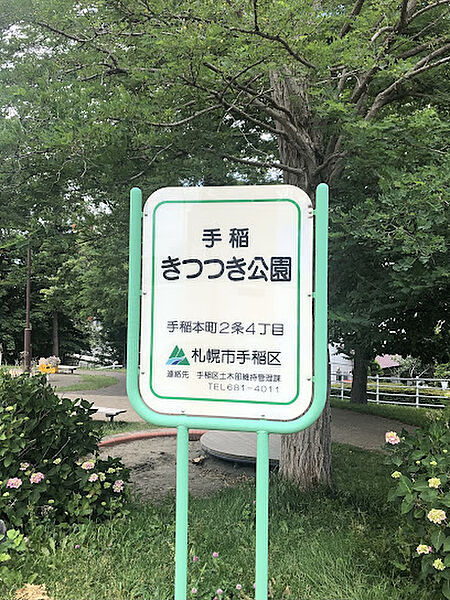 手稲
きつつき公園
手稲本町2条4丁目
札幌市手稲区
連絡先 手稲区土木部維持管理課
TEL681-4011